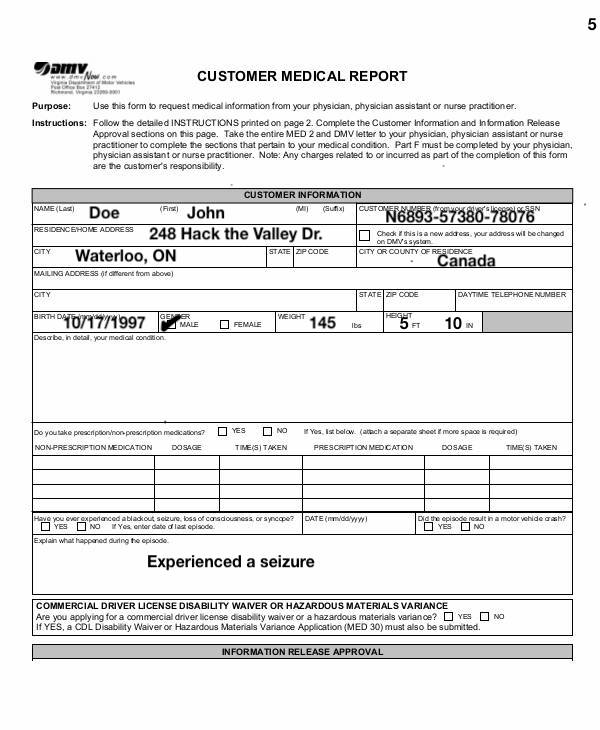 5
DMV
www.dmvNow.com
Virginia Department of Motor Vehicles
Post Office Box 27412
Richmond, Virginia 23269-0001
CUSTOMER MEDICAL REPORT
Purpose: Use this form to request medical information from your physician, physician assistant or nurse practitioner.
Instructions: Follow the detailed INSTRUCTIONS printed on page 2. Complete the Customer Information and Information Release
Approval sections on this page. Take the entire MED 2 and DMV letter to your physician, physician assistant or nurse
practitioner to complete the sections that pertain to your medical condition. Part F must be completed by your physician,
physician assistant or nurse practitioner. Note: Any charges related to or incurred as part of the completion of this form
are the customer's responsibility.
CUSTOMER INFORMATION
NAME (Last) Doe (First) John (MI) (Suffix) CUSTOMER NUMBER (from your driver's license) or SSN
N6893-57380-78076
RESIDENCE/HOME ADDRESS 248 Hack the Valley Dr. Check if this is a new address, your address will be changed
on DMV's system.
CITY Waterloo, ON STATE ZIP CODE CITY OR COUNTY OF RESIDENCE
Canada
MAILING ADDRESS (if different from above)
CITY STATE ZIP CODE DAYTIME TELEPHONE NUMBER
BIRTH DATE (mm/dd/yyyy) GENDER WEIGHT HEIGHT
10/17/1997 MALE FEMALE 145 lbs 5 FT 10 IN
Describe, in detail, your medical condition.
Do you take prescription/non-prescription medications? YES NO If Yes, list below. (attach a separate sheet if more space is required)
NON-PRESCRIPTION MEDICATION DOSAGE TIME(S) TAKEN PRESCRIPTION MEDICATION DOSAGE TIME(S) TAKEN
Have you ever experienced a blackout, seizure, loss of consciousness, or syncope? DATE (mm/dd/yyyy) Did the episode result in a motor vehicle crash?
YES NO If Yes, enter date of last episode. YES NO
Explain what happened during the episode.
Experienced a seizure
COMMERCIAL DRIVER LICENSE DISABILITY WAIVER OR HAZARDOUS MATERIALS VARIANCE
Are you applying for a commercial driver license disability waiver or a hazardous materials variance? YES NO
If YES, a CDL Disability Waiver or Hazardous Materials Variance Application (MED 30) must also be submitted.
INFORMATION RELEASE APPROVAL